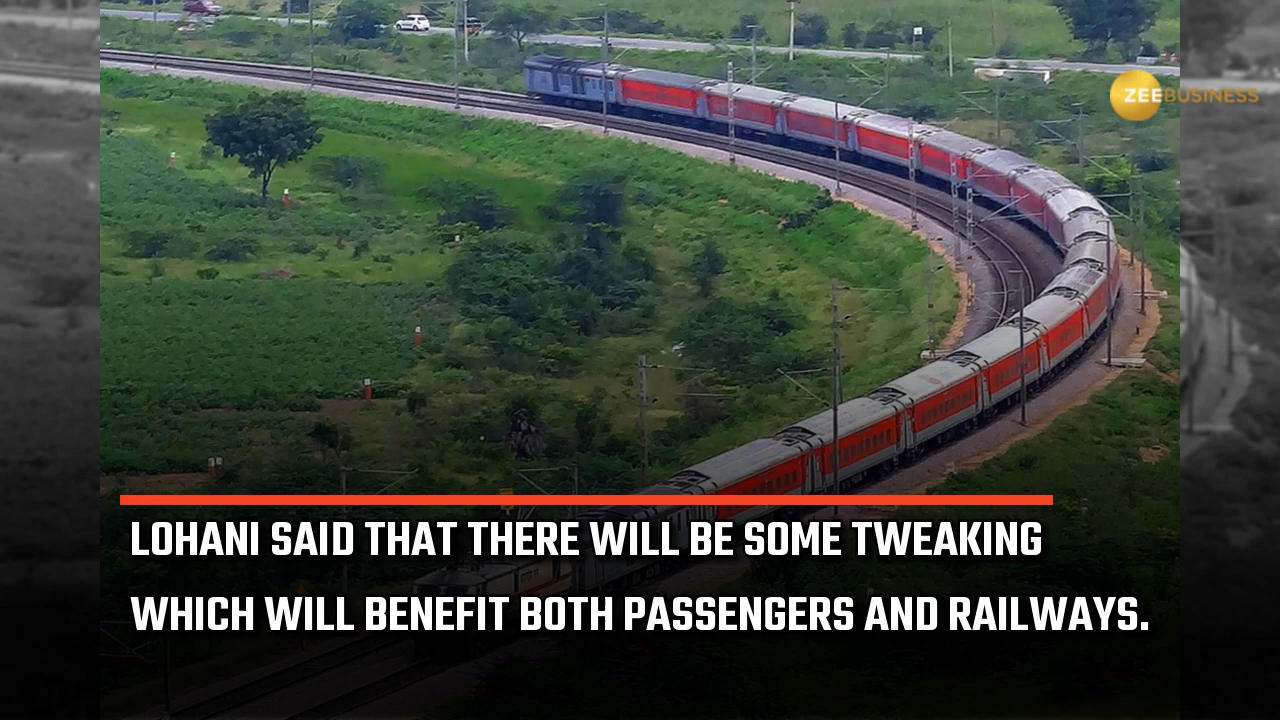 ZEEBUSINESS
LOHANI SAID THAT THERE WILL BE SOME TWEAKING
WHICH WILL BENEFIT BOTH PASSENGERS AND RAILWAYS.